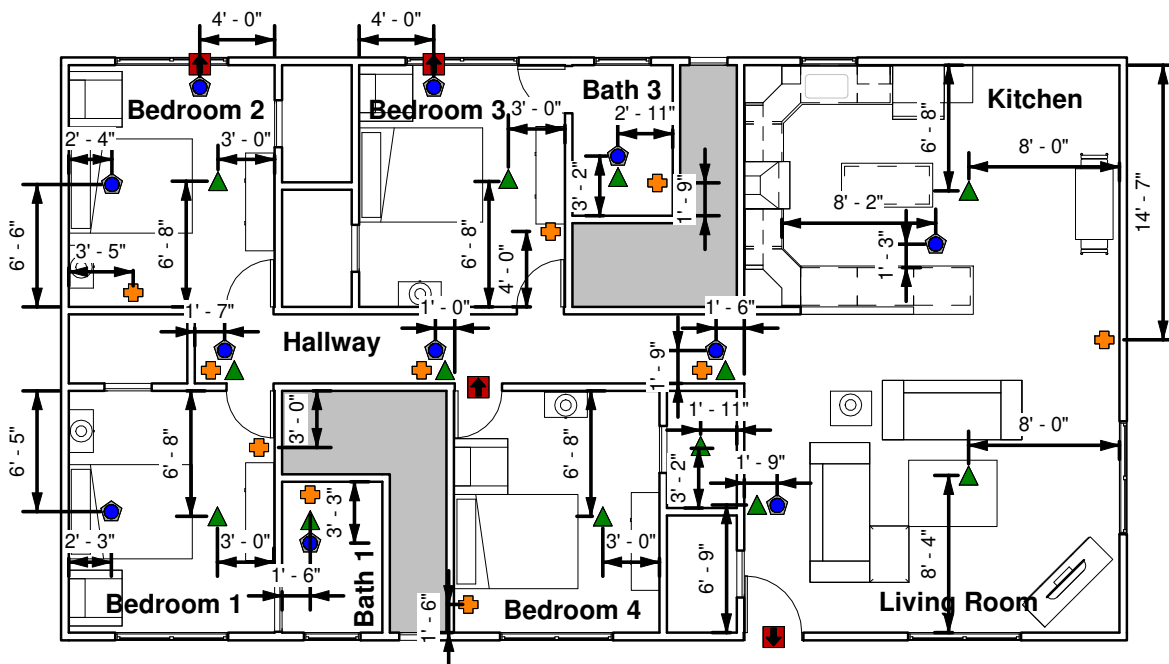 4' - 0"
4' - 0"
Bedroom 2
Bedroom 3
Bath 3
Kitchen
3' - 0"
2' - 11"
6' - 8"
2' - 4"
3' - 0"
8' - 0"
3' - 2"
1' - 9"
8' - 2"
14' - 7"
6' - 6"
6' - 8"
6' - 8"
4' - 0"
1' - 3"
3' - 5"
1' - 7"
1' - 0"
1' - 6"
Hallway
1' - 9"
6' - 5"
6' - 8"
3' - 0"
6' - 8"
1' - 11"
8' - 0"
3' - 2"
1' - 9"
3' - 3"
2' - 3"
3' - 0"
3' - 0"
8' - 4"
1' - 6"
Bath 1
6' - 9"
Bedroom 1
1' - 6"
Bedroom 4
Living Room